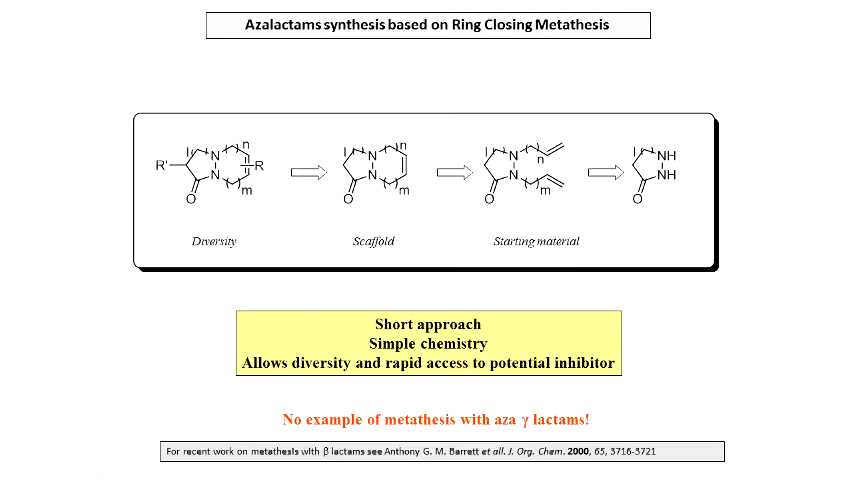 Azalactams synthesis based on Ring Closing Metathesis
R' l N N O n m R
l N N O n m
l N N O n m
l NH NH O
Diversity Scaffold Starting material
Short approach
Simple chemistry
Allows diversity and rapid access to potential inhibitor
No example of metathesis with aza γ lactams!
For recent work on metathesis with β lactams see Anthony G. M. Barrett et all. J. Org. Chem. 2000, 65, 3716-3721